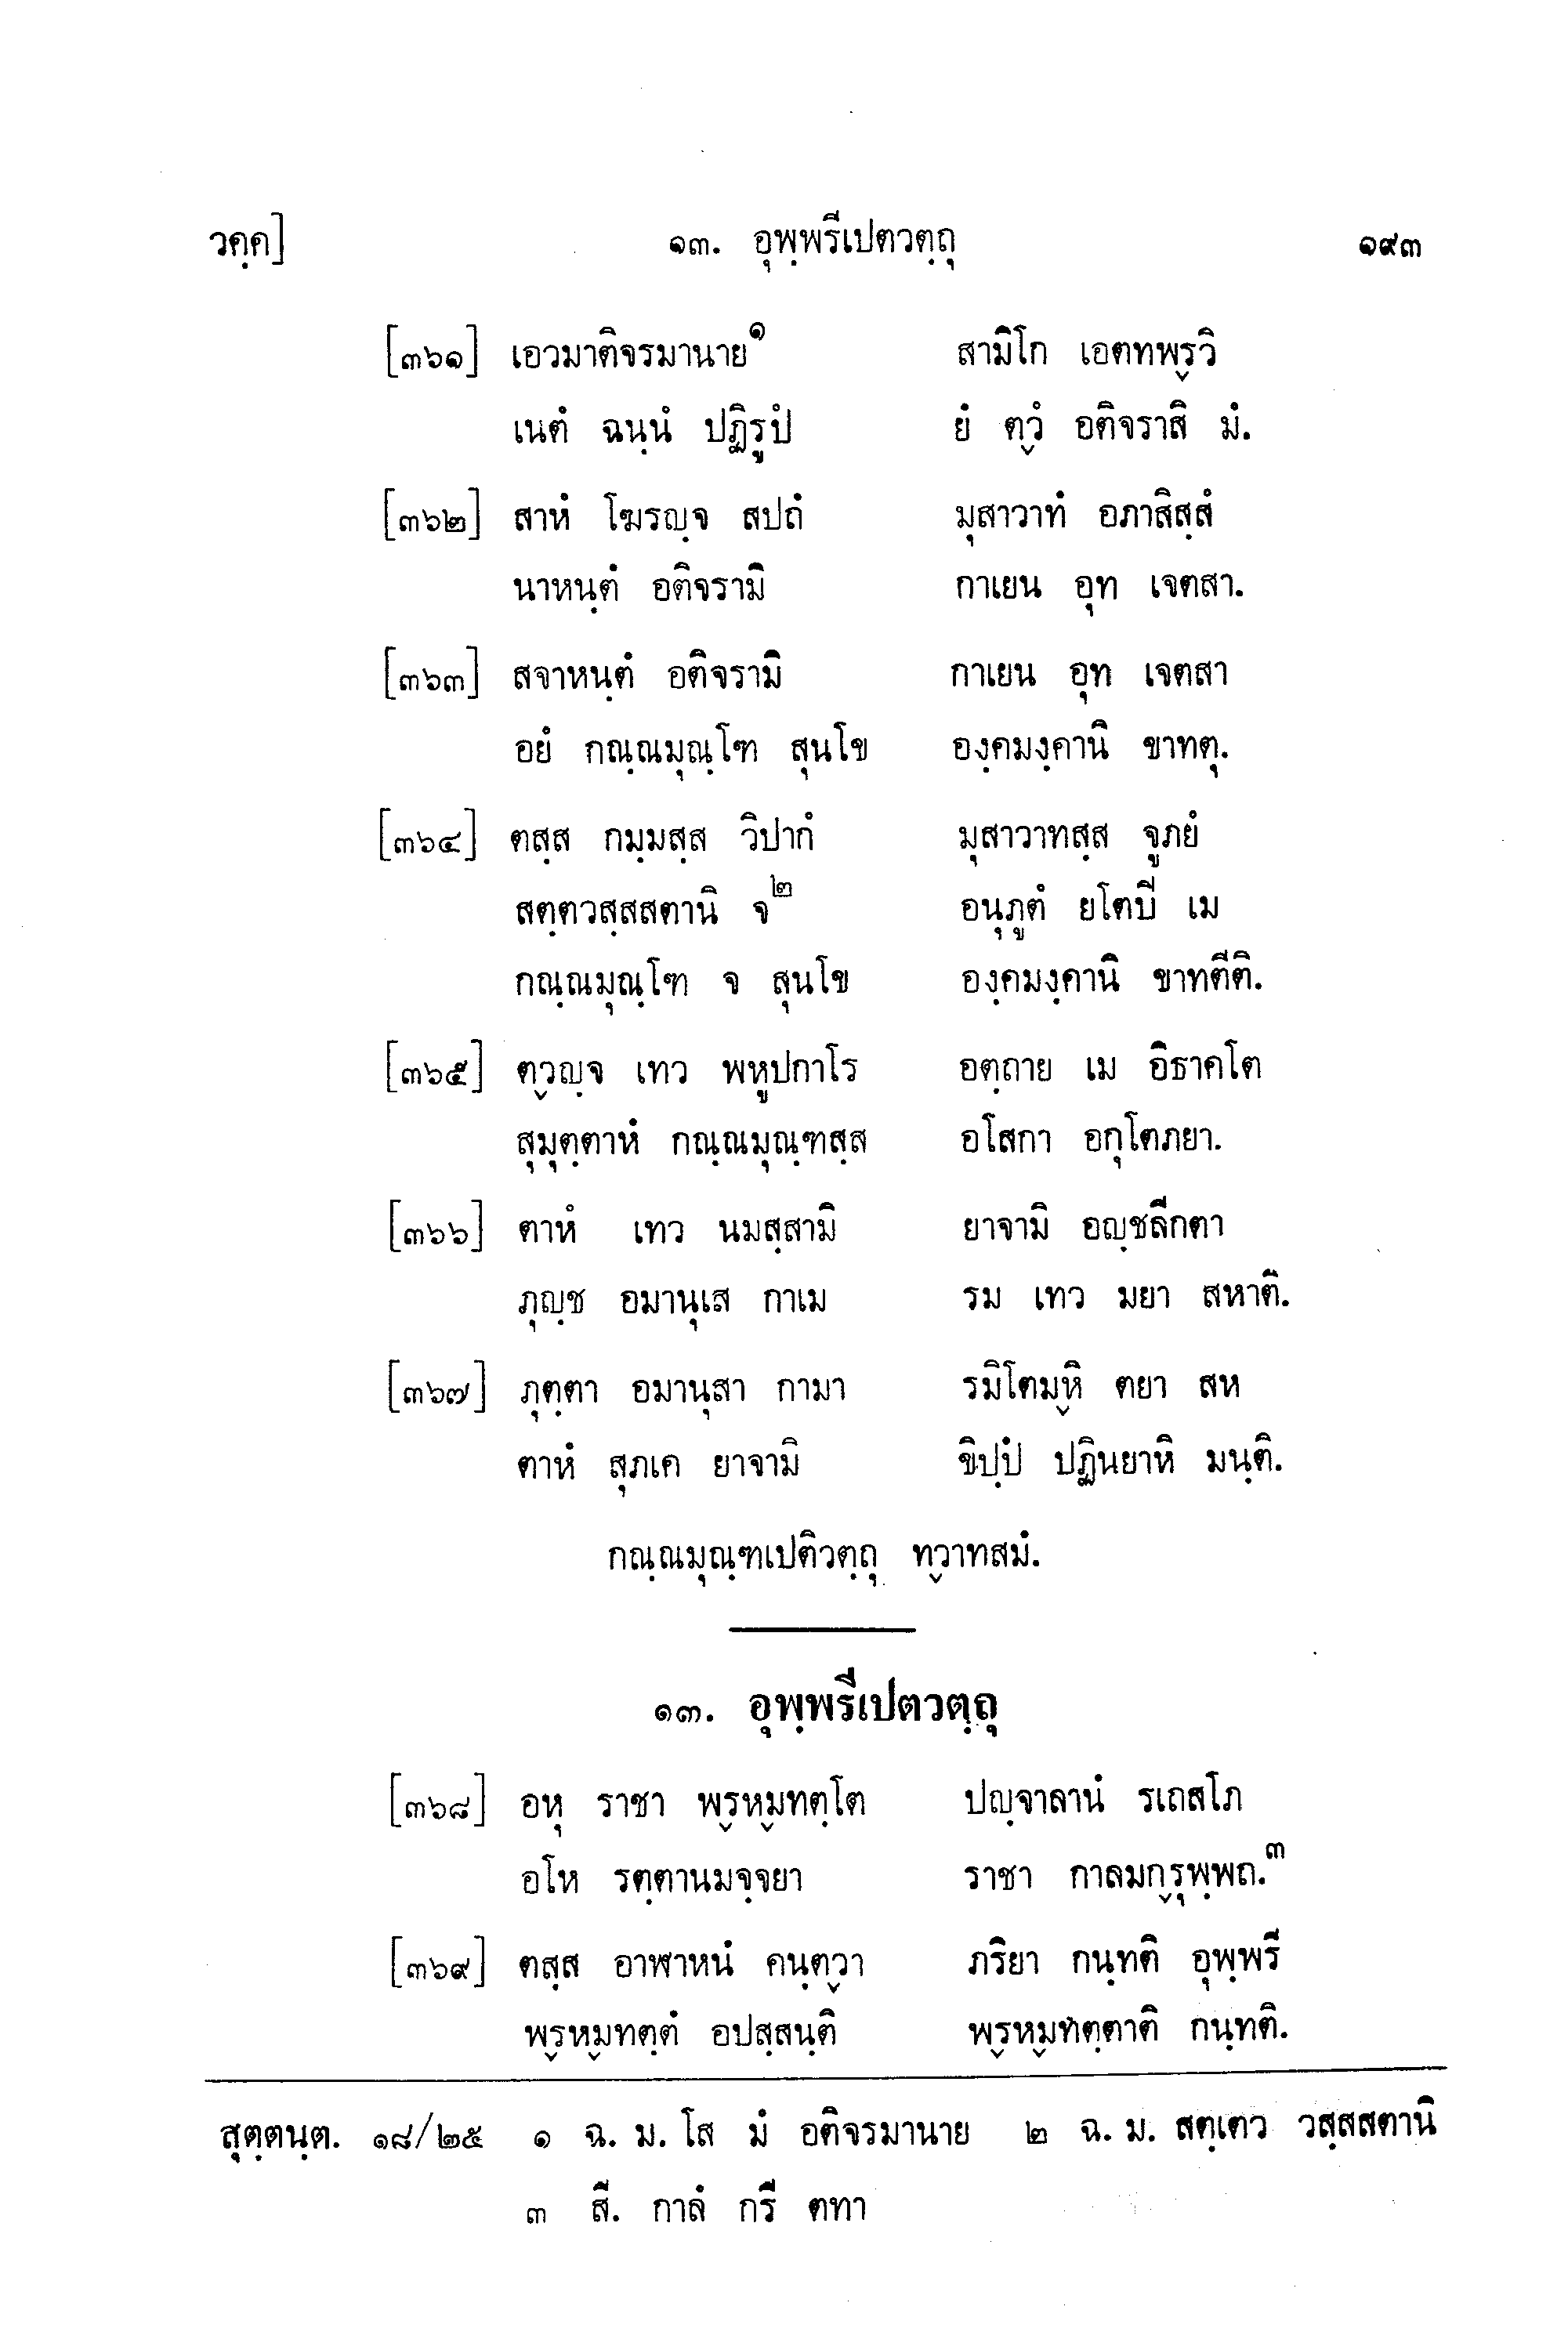 วคฺค] ๑๓. อุพฺพรีเปตวตฺถุ ๑๙๓
[๓๖๑] เอวมาติจรมานาย๑ สามิโก เอตทพฺรูวิ
เนตํ ฉนฺนํ ปฏิรูปํ ยํ ตฺวํ อติจราสิ มํ.
[๓๖๒] สาหํ โฆรญฺจ สปถํ มุสาวาทํ อภาสิสฺสํ
นาหนฺตํ อติจรามิ กาเยน อุท เจตสา.
[๓๖๓] สจาหนฺตํ อติจรามิ กาเยน อุท เจตสา
อยํ กณฺณมุณฺโฑ สุนโข องฺคมงฺคานิ ขาทตุ.
[๓๖๔] ตสฺส กมฺมสฺส วิปากํ มุสาวาทสฺส จูภยํ
สตฺตวสฺสสตานิ จ๒ อนุภูตํ ยโตปิ เม
กณฺณมุณฺโฑ จ สุนโข องฺคมงฺคานิ ขาทตีติ.
[๓๖๕] ตฺวญฺจ เทว พหูปกาโร อตฺถาย เม อิธาคโต
สุมุตฺตาหํ กณฺณมุณฺฑสฺส อโสกา อกุโตภยา.
[๓๖๖] ตาหํ เทว นมสฺสามิ ยาจามิ อญฺชลีกตา
ภุญฺช อมานุเส กาเม รม เทว มยา สหาติ.
[๓๖๗] ภุตฺตา อมานุสา กามา รมิโตมฺหิ ตยา สห
ตาหํ สุภเค ยาจามิ ขิปฺปํ ปฏินยาหิ มนฺติ.
กณฺณมุณฺฑเปติวตฺถุ ทฺวาทสมํ.
๑๓. อุพฺพรีเปตวตฺถุ
[๓๖๘] อหุ ราชา พฺรหฺมทตฺโต ปญฺจาลานํ รเถสโภ
อโห รตฺตานมจฺจยา ราชา กาลมกฺรุพฺพถ.๓
[๓๖๙] ตสฺส อาฬาหนํ คนฺตฺวา ภริยา กนฺทติ อุพฺพรี
พฺรหฺมทตฺตํ อปสฺสนฺติ พฺรหฺมทตฺตาติ กนฺทติ.
สุตฺตนฺต. ๑๘/๒๕ ๑ ฉ. ม. โส มํ อติจรมานาย ๒ ฉ. ม. สตฺเตว วสฺสสตานิ
๓ สี. กาลํ กรี ตทา